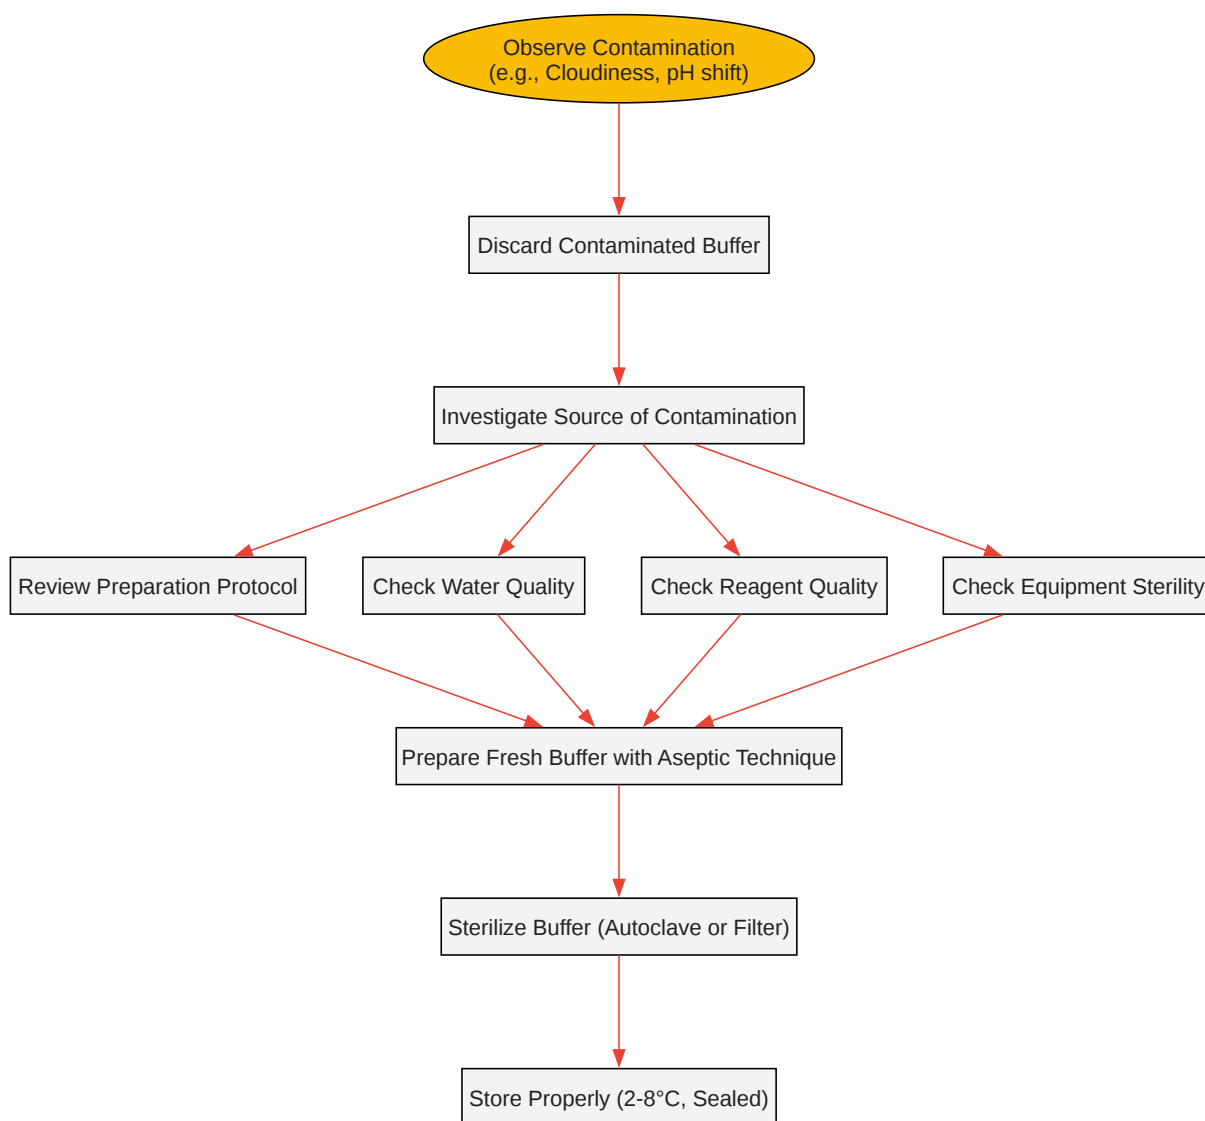 Observe Contamination
(e.g., Cloudiness, pH shift)
Discard Contaminated Buffer
Investigate Source of Contamination
Review Preparation Protocol
Check Water Quality
Check Reagent Quality
Check Equipment Sterility
Prepare Fresh Buffer with Aseptic Technique
Sterilize Buffer (Autoclave or Filter)
Store Properly (2-8°C, Sealed)